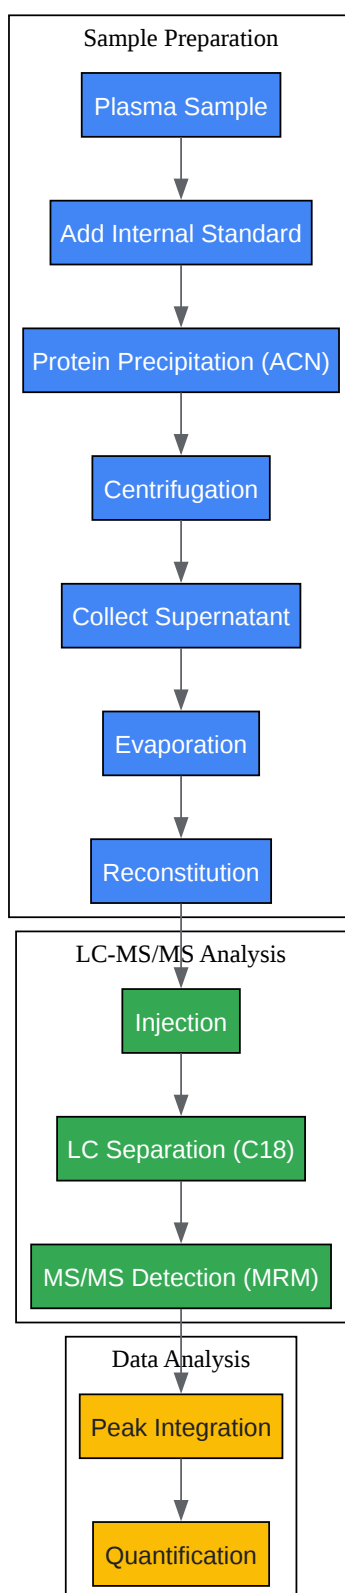 Sample Preparation
Plasma Sample
Add Internal Standard
Protein Precipitation (ACN)
Centrifugation
Collect Supernatant
Evaporation
Reconstitution
LC-MS/MS Analysis
Injection
LC Separation (C18)
MS/MS Detection (MRM)
Data Analysis
Peak Integration
Quantification